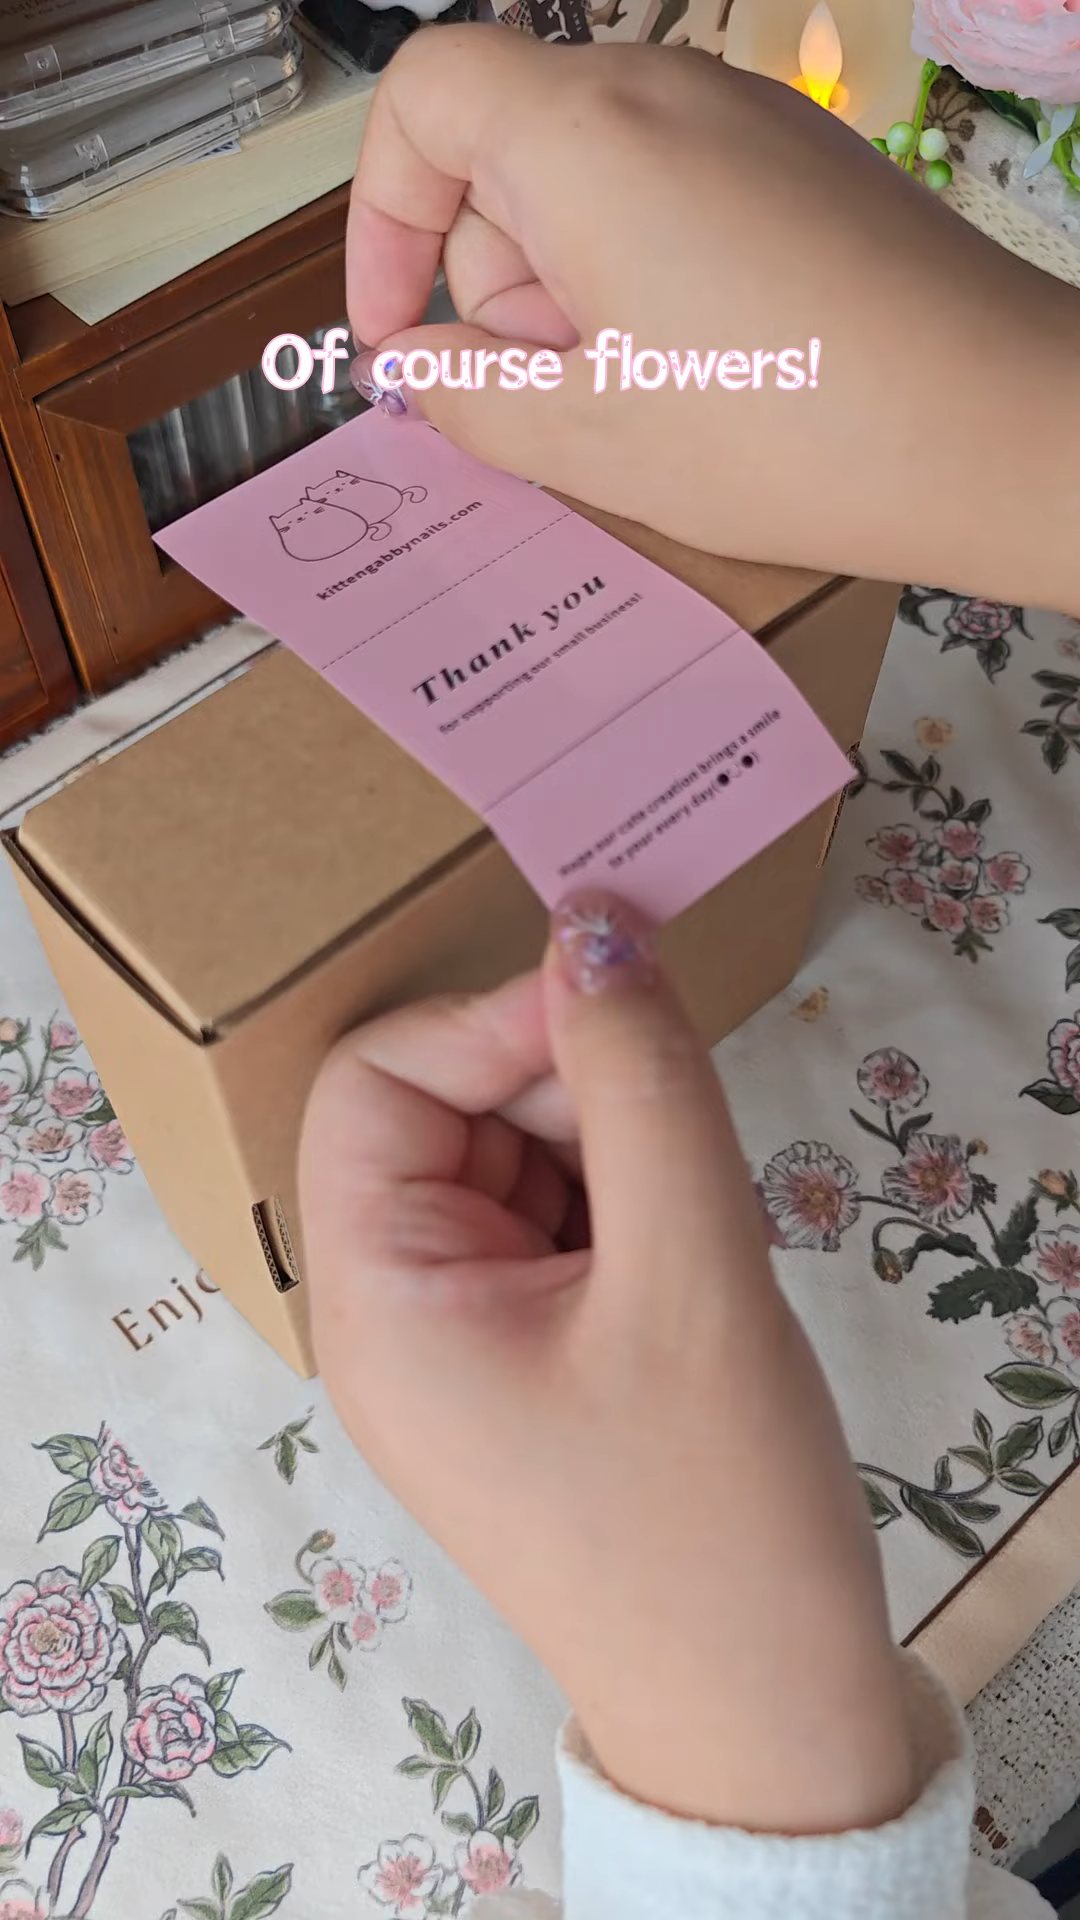 Of course flowers!
kittengabbynails.com
Thank you
for supporting our small business!
Hope our cute creation brings a smile
to your every day(●'◡'●)
Enjo